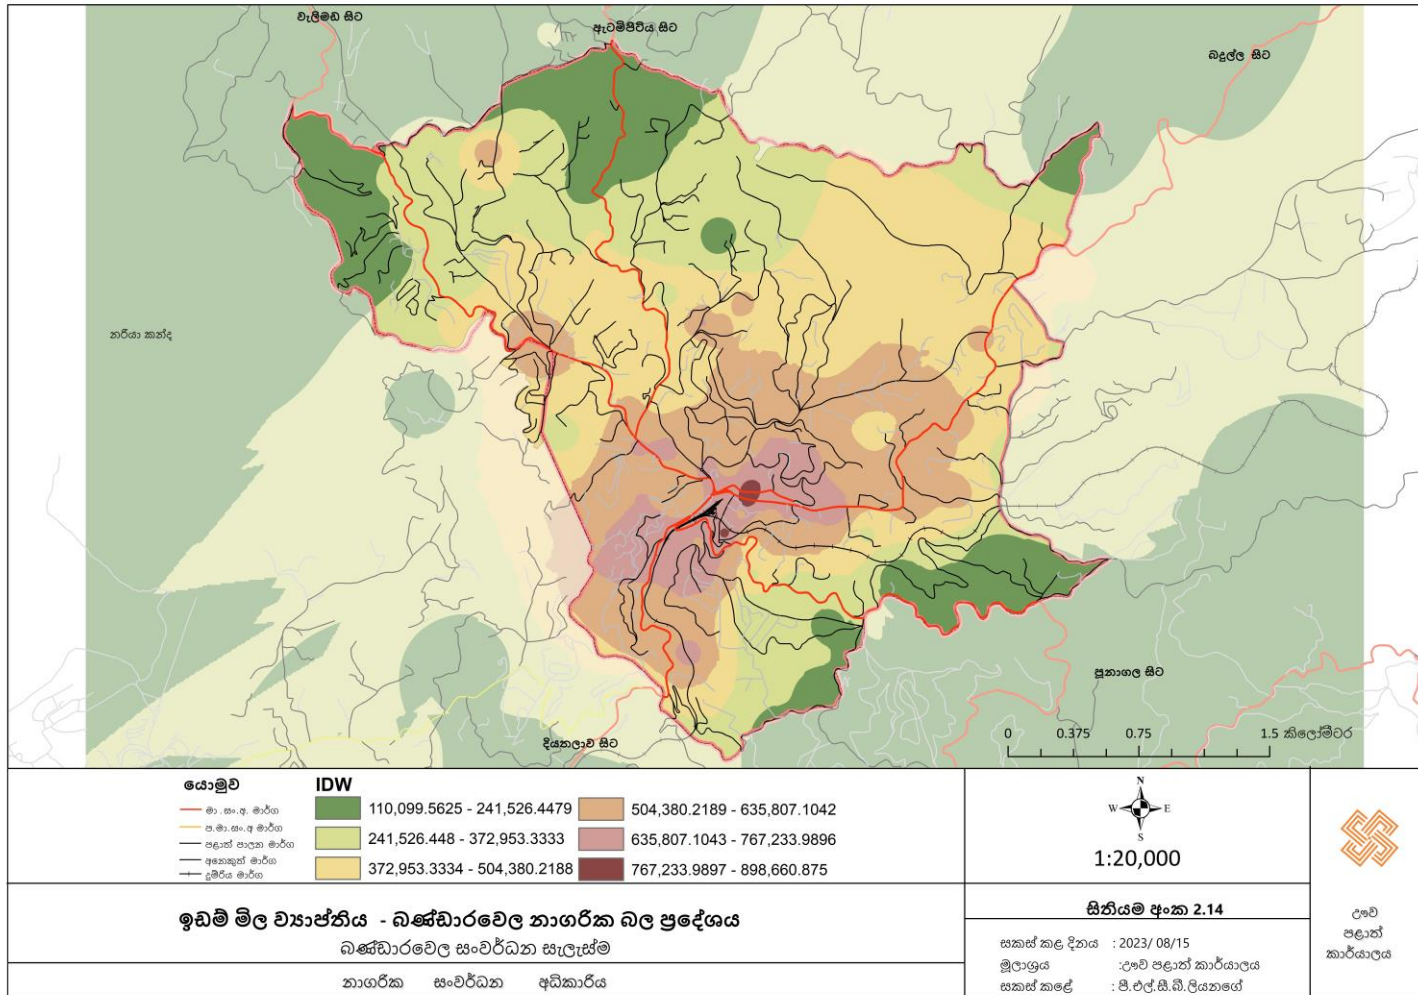 වැලිමඩ සිට
ඇටම්පිටිය සිට
බදුල්ල සිට
නරියා කන්ද
පූනාගල සිට
දියතලාව සිට
0 0.375 0.75 1.5 කිලෝමීටර
යොමුව
මා .සං.අ. මාර්ග
ප.මා.සං.අ මාර්ග
පළාත් පාලන මාර්ග
අනෙකුත් මාර්ග
දුම්රිය මාර්ග
IDW
110,099.5625 - 241,526.4479
241,526.448 - 372,953.3333
372,953.3334 - 504,380.2188
504,380.2189 - 635,807.1042
635,807.1043 - 767,233.9896
767,233.9897 - 898,660.875
N
W E
S
1:20,000
ඉඩම් මිල ව්‍යාප්තිය - බණ්ඩාරවෙල නාගරික බල ප්‍රදේශය
බණ්ඩාරවෙල සංවර්ධන සැලැස්ම
නාගරික සංවර්ධන අධිකාරිය
සිතියම අංක 2.14
සකස් කළ දිනය : 2023/ 08/15
මූලාශ්‍රය :ඌව පළාත් කාර්යාලය
සකස් කළේ : පී.එල්.සී.බී.ලියනගේ
ඌව
පළාත්
කාර්යාලය